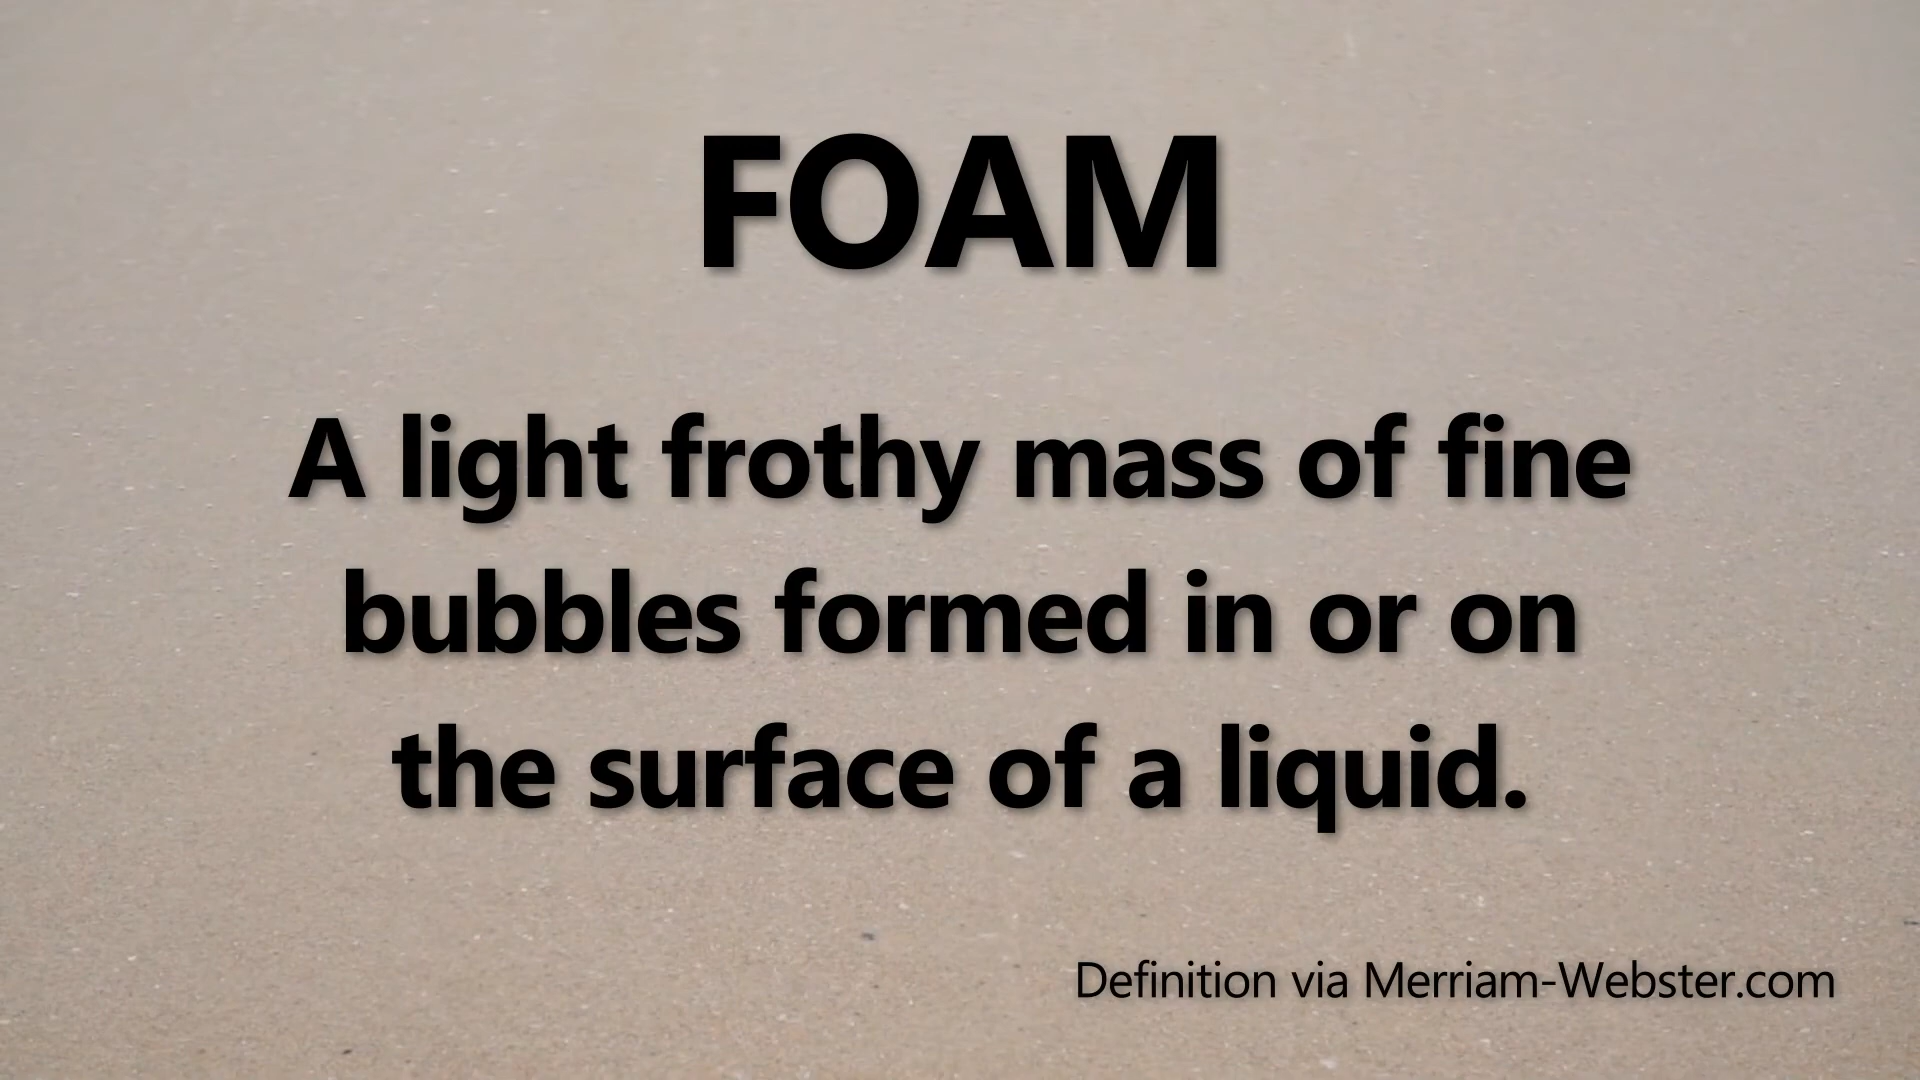 FOAM
A light frothy mass of fine
bubbles formed in or on
the surface of a liquid.
Definition via Merriam-Webster.com